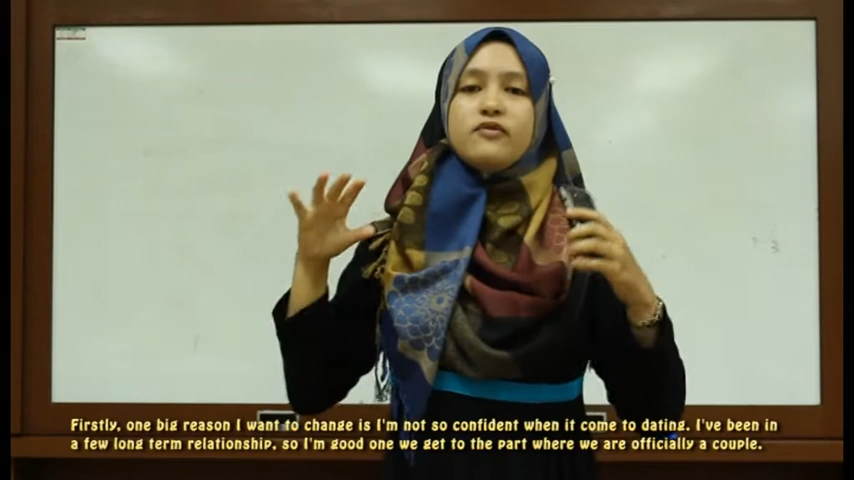 Firstly, one big reason I want to change is I'm not so confident when it come to dating. I've been in
a few long term relationship, so I'm good one we get to the part where we are officially a couple.